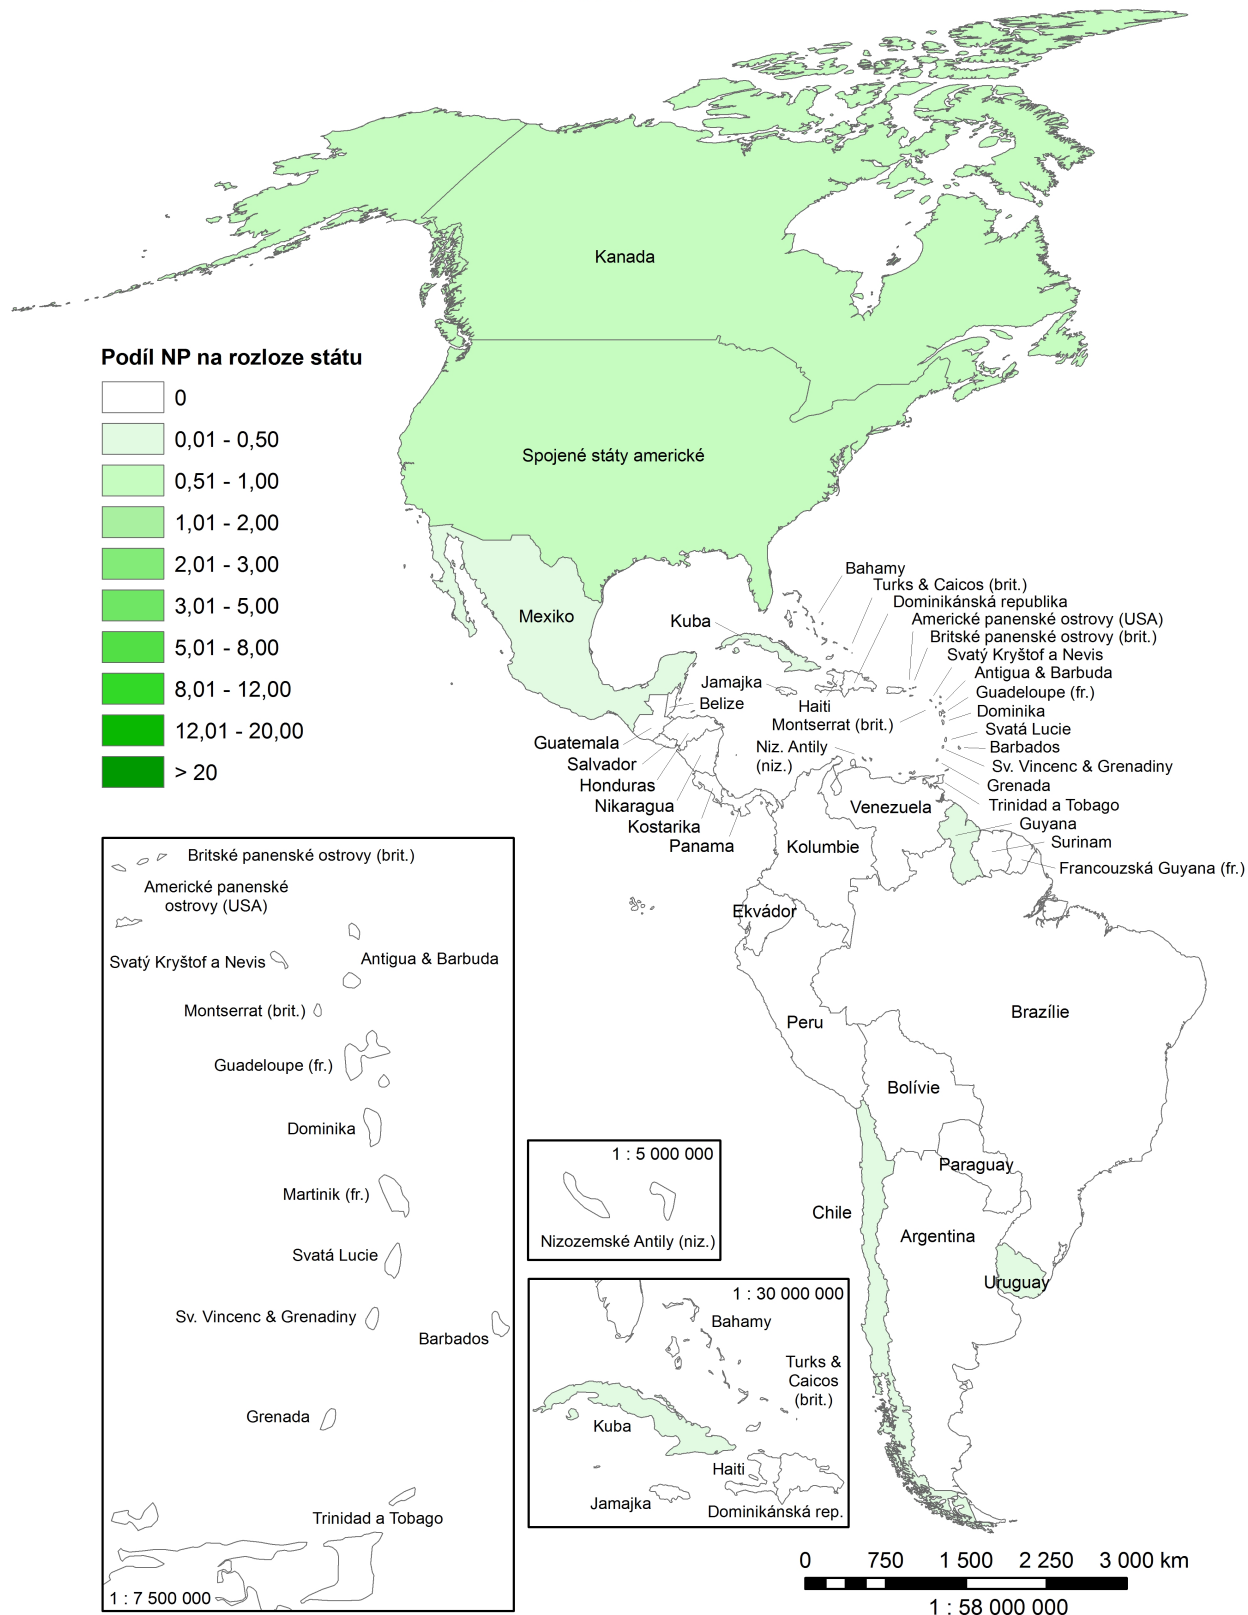 Kanada
Podíl NP na rozloze státu
0
0,01 - 0,50
0,51 - 1,00
1,01 - 2,00
2,01 - 3,00
3,01 - 5,00
5,01 - 8,00
8,01 - 12,00
12,01 - 20,00
> 20
Spojené státy americké
Mexiko
Bahamy
Turks & Caicos (brit.)
Dominikánská republika
Americké panenské ostrovy (USA)
Kuba
Britské panenské ostrovy (brit.)
Svatý Kryštof a Nevis
Antigua & Barbuda
Jamajka
Guadeloupe (fr.)
Belize
Haiti
Dominika
Montserrat (brit.)
Svatá Lucie
Guatemala
Niz. Antily
(niz.)
Barbados
Salvador
Sv. Vincenc & Grenadiny
Honduras
Grenada
Nikaragua
Venezuela
Trinidad a Tobago
Kostarika
Guyana
Panama
Kolumbie
Surinam
Francouzská Guyana (fr.)
Ekvádor
Peru
Brazílie
Bolívie
Paraguay
Chile
Argentina
Uruguay
Britské panenské ostrovy (brit.)
Americké panenské
ostrovy (USA)
Svatý Kryštof a Nevis
Antigua & Barbuda
Montserrat (brit.)
Guadeloupe (fr.)
Dominika
Martinik (fr.)
Svatá Lucie
Sv. Vincenc & Grenadiny
Barbados
Grenada
Trinidad a Tobago
1 : 7 500 000
1 : 5 000 000
Nizozemské Antily (niz.)
1 : 30 000 000
Bahamy
Turks &
Caicos
(brit.)
Kuba
Haiti
Jamajka
Dominikánská rep.
0 750 1 500 2 250 3 000 km
1 : 58 000 000